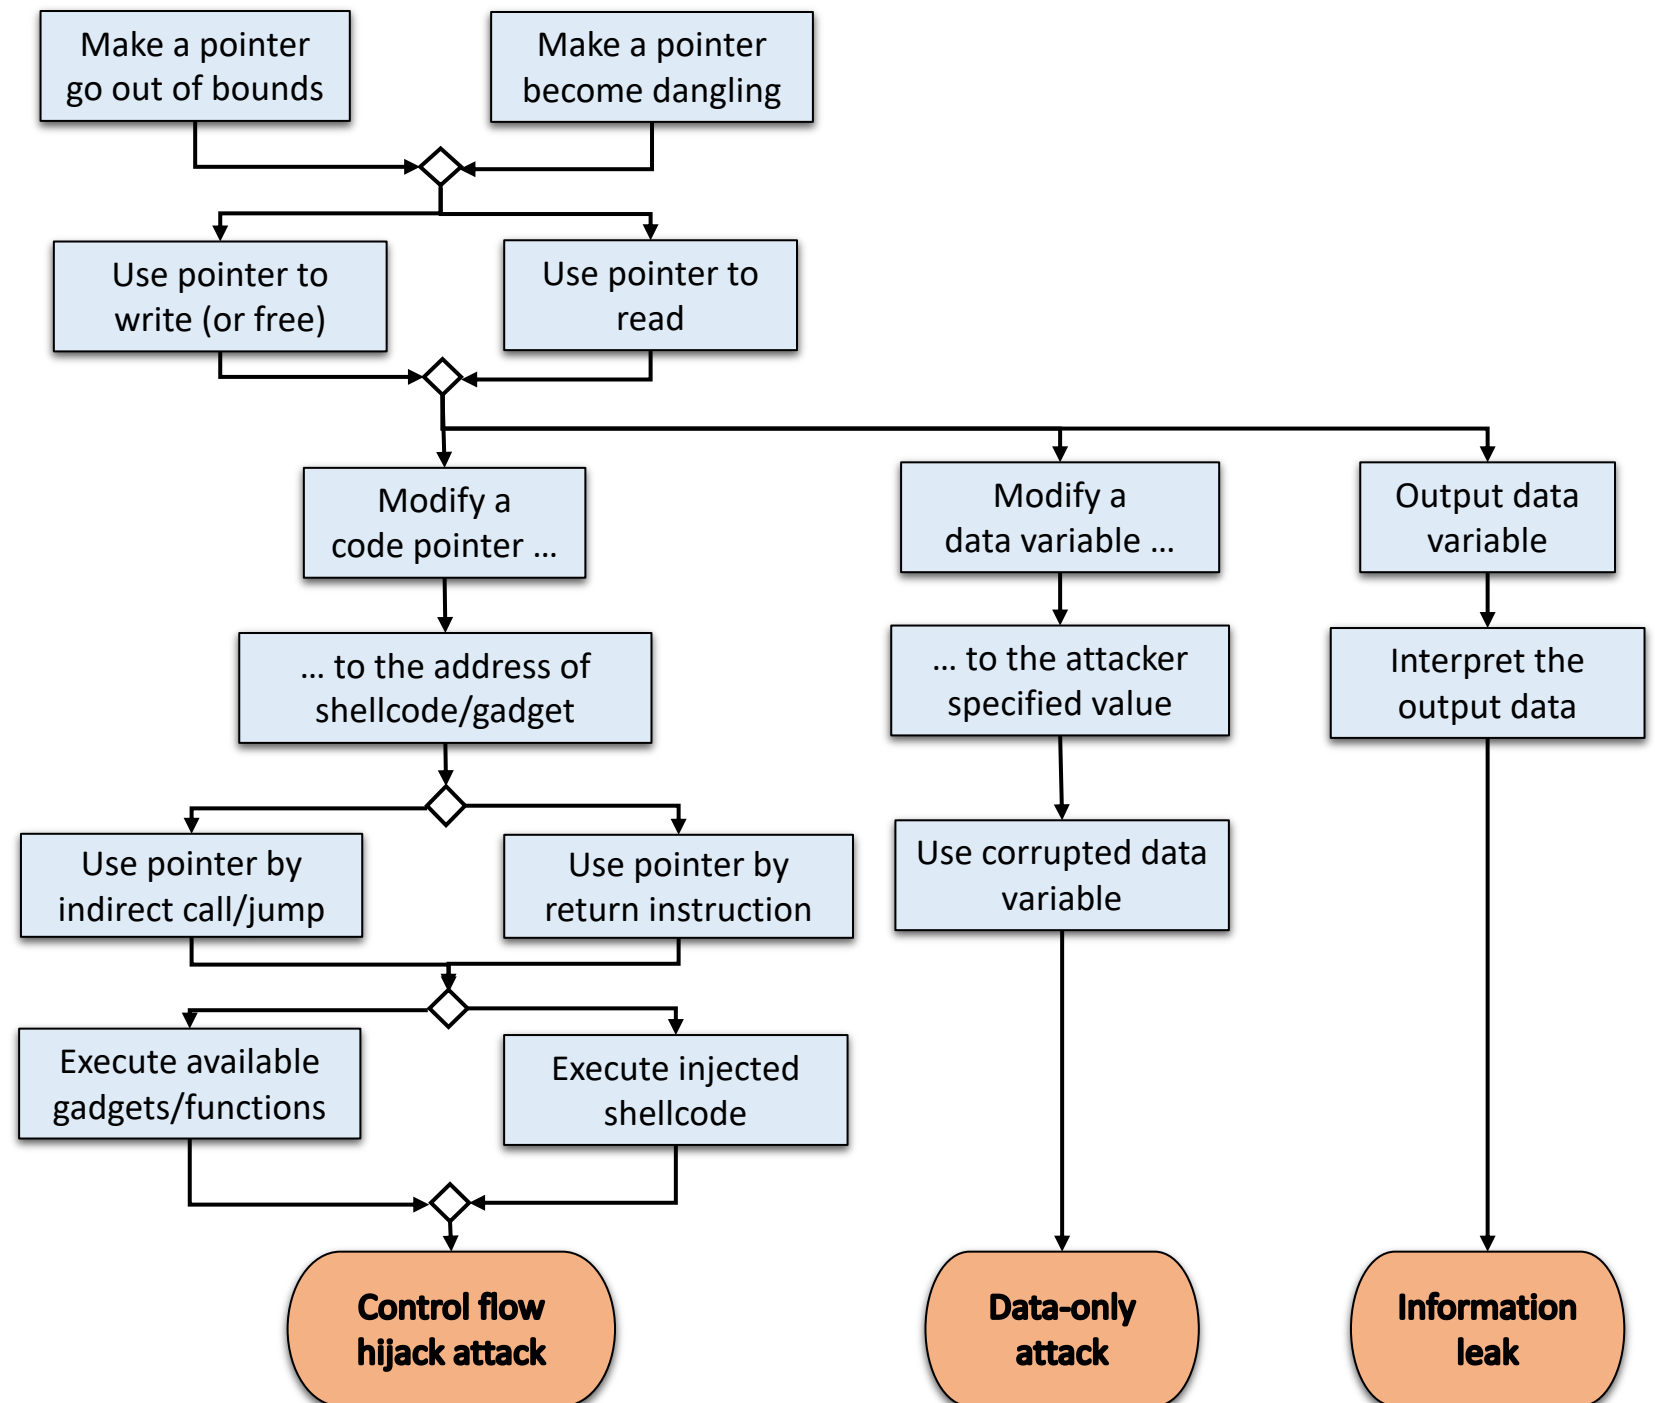 Make a pointer
go out of bounds
Make a pointer
become dangling
Use pointer to
write (or free)
Use pointer to
read
Modify a
code pointer ...
Modify a
data variable ...
Output data
variable
... to the address of
shellcode/gadget
... to the attacker
specified value
Interpret the
output data
Use pointer by
indirect call/jump
Use pointer by
return instruction
Use corrupted data
variable
Execute available
gadgets/functions
Execute injected
shellcode
Control flow
hijack attack
Data-only
attack
Information
leak